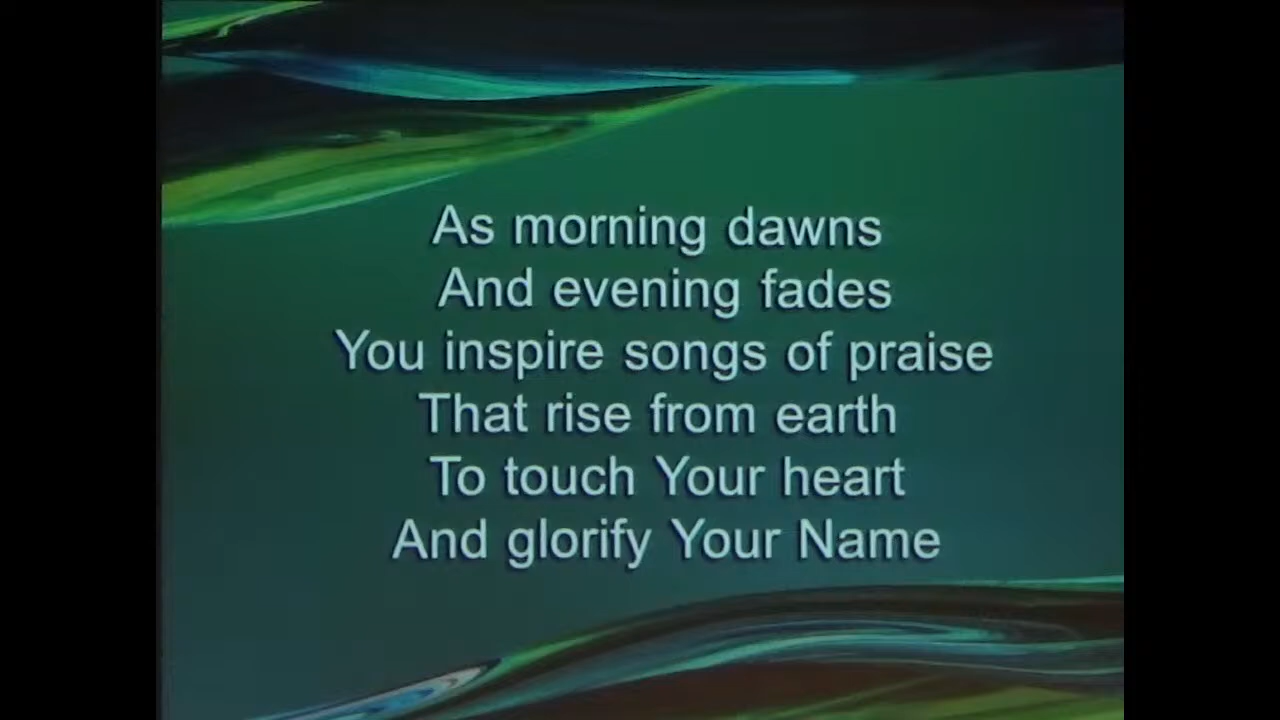 As morning dawns
And evening fades
You inspire songs of praise
That rise from earth
To touch Your heart
And glorify Your Name